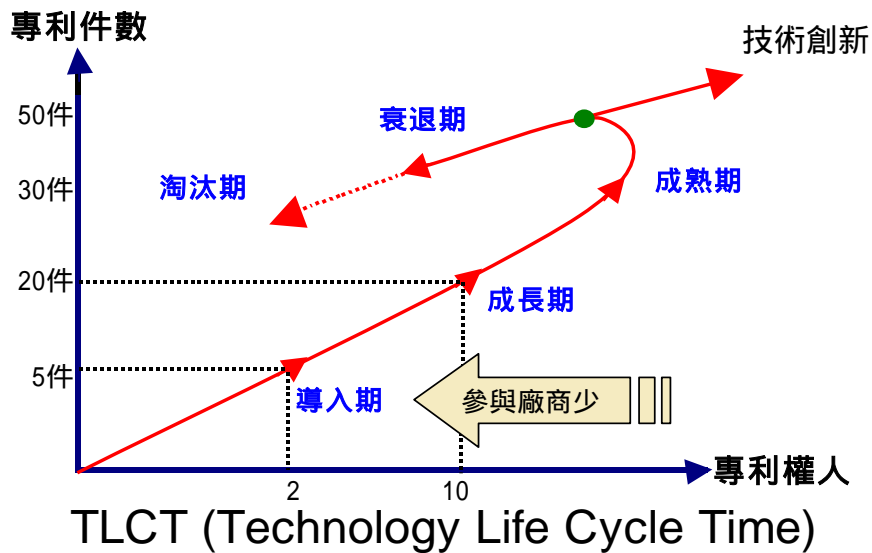 專利件數
技術創新
50件
衰退期
30件
淘汰期
成熟期
20件
成長期
5件
導入期
參與廠商少
專利權人
2
10
TLCT (Technology Life Cycle Time)